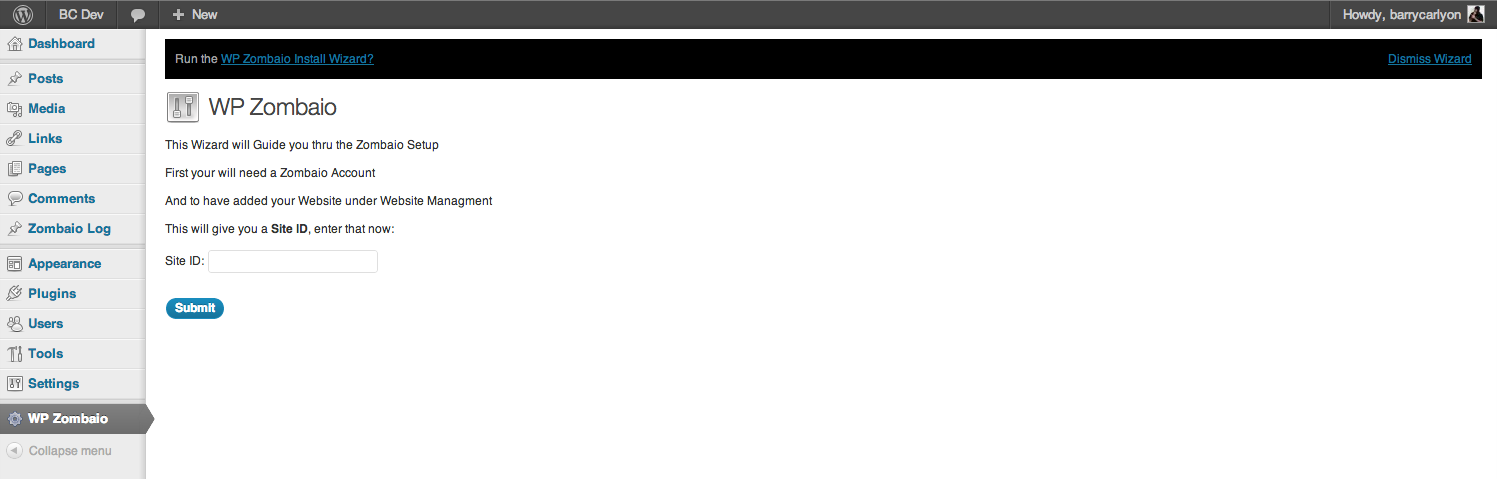 BC Dev
New
Howdy, barrycarlyon
Dashboard
Posts
Media
Links
Pages
Comments
Zombaio Log
Appearance
Plugins
Users
Tools
Settings
WP Zombaio
Collapse menu
Run the WP Zombaio Install Wizard?
Dismiss Wizard
WP Zombaio
This Wizard will Guide you thru the Zombaio Setup
First your will need a Zombaio Account
And to have added your Website under Website Managment
This will give you a Site ID, enter that now:
Site ID:
Submit